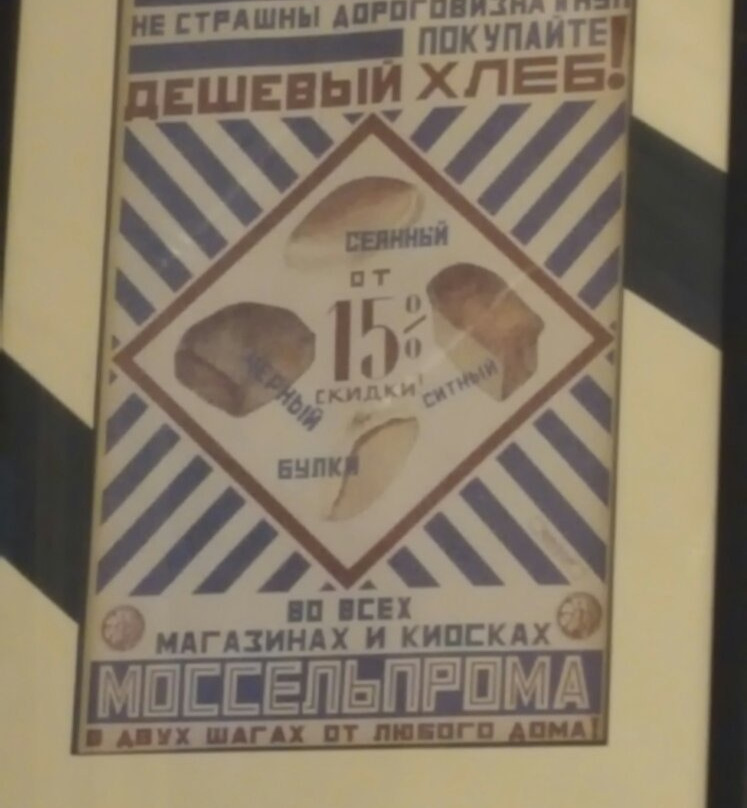 НЕ СТРАШНЫ ДОРОГОВИЗНА И НЭП
ПОКУПАЙТЕ
ДЕШЕВЫЙ ХЛЕБ!
СЕЯННЫЙ
ОТ
15%
СКИДКИ!
ЧЕРНЫЙ
СИТНЫЙ
БУЛКИ
ВО ВСЕХ
МАГАЗИНАХ И КИОСКАХ
МОССЕЛЬПРОМА
В ДВУХ ШАГАХ ОТ ЛЮБОГО ДОМА!